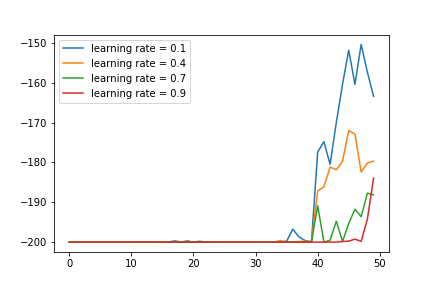 −150
−160
−170
−180
−190
−200
learning rate = 0.1
learning rate = 0.4
learning rate = 0.7
learning rate = 0.9
0 10 20 30 40 50